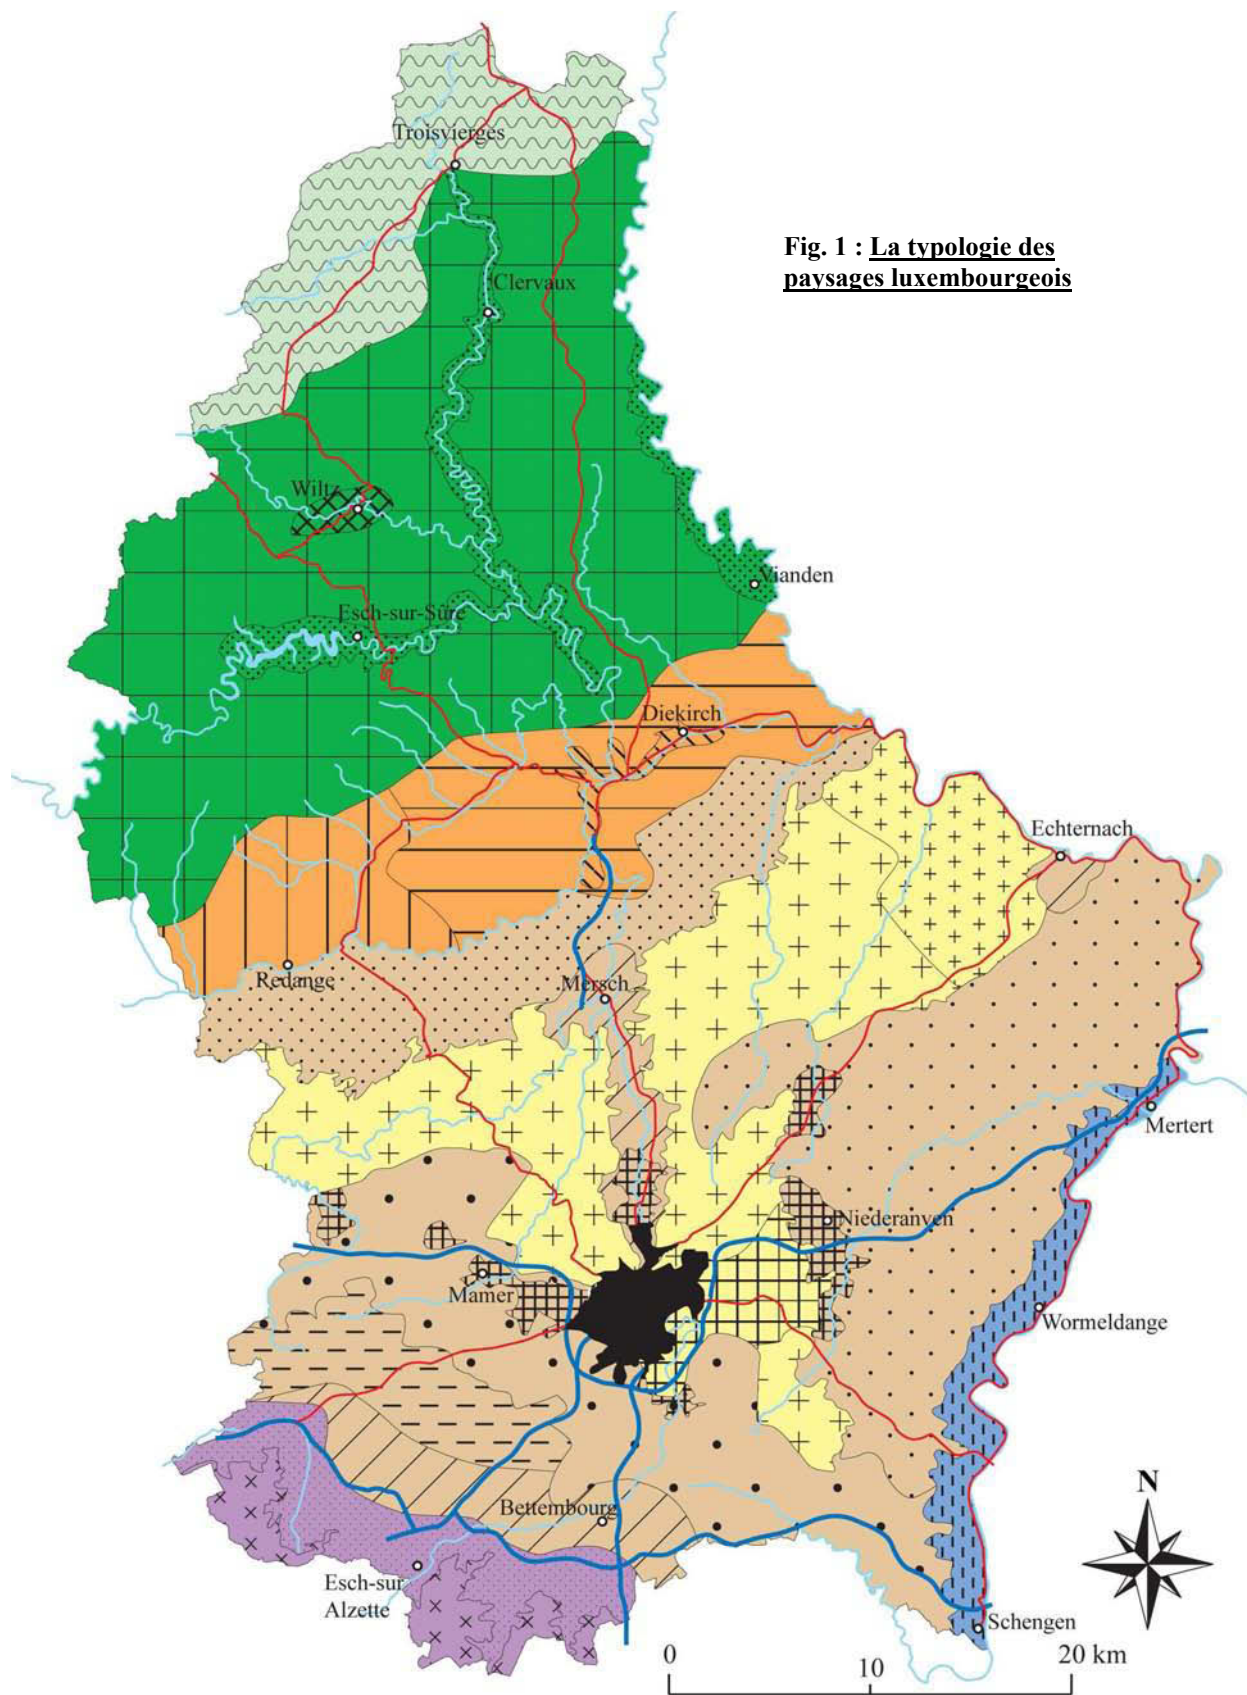 Troisvierges
Fig. 1 : La typologie des
paysages luxembourgeois
Clervaux
Wiltz
Vianden
Esch-sur-Sûre
Diekirch
Echternach
Redange
Mersch
Mertert
Niederanven
Mamer
Wormeldange
Bettembourg
N
Esch-sur
Alzette
Schengen
0
10
20 km